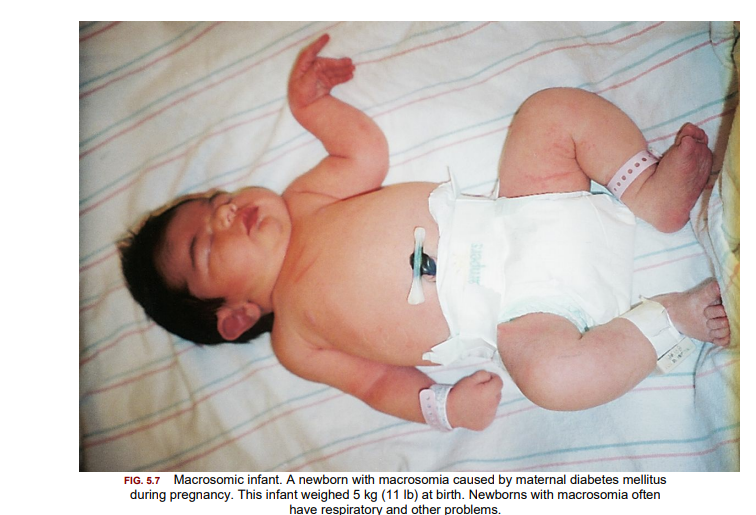 FIG. 5.7 Macrosomic infant. A newborn with macrosomia caused by maternal diabetes mellitus
during pregnancy. This infant weighed 5 kg (11 lb) at birth. Newborns with macrosomia often
have respiratory and other problems.